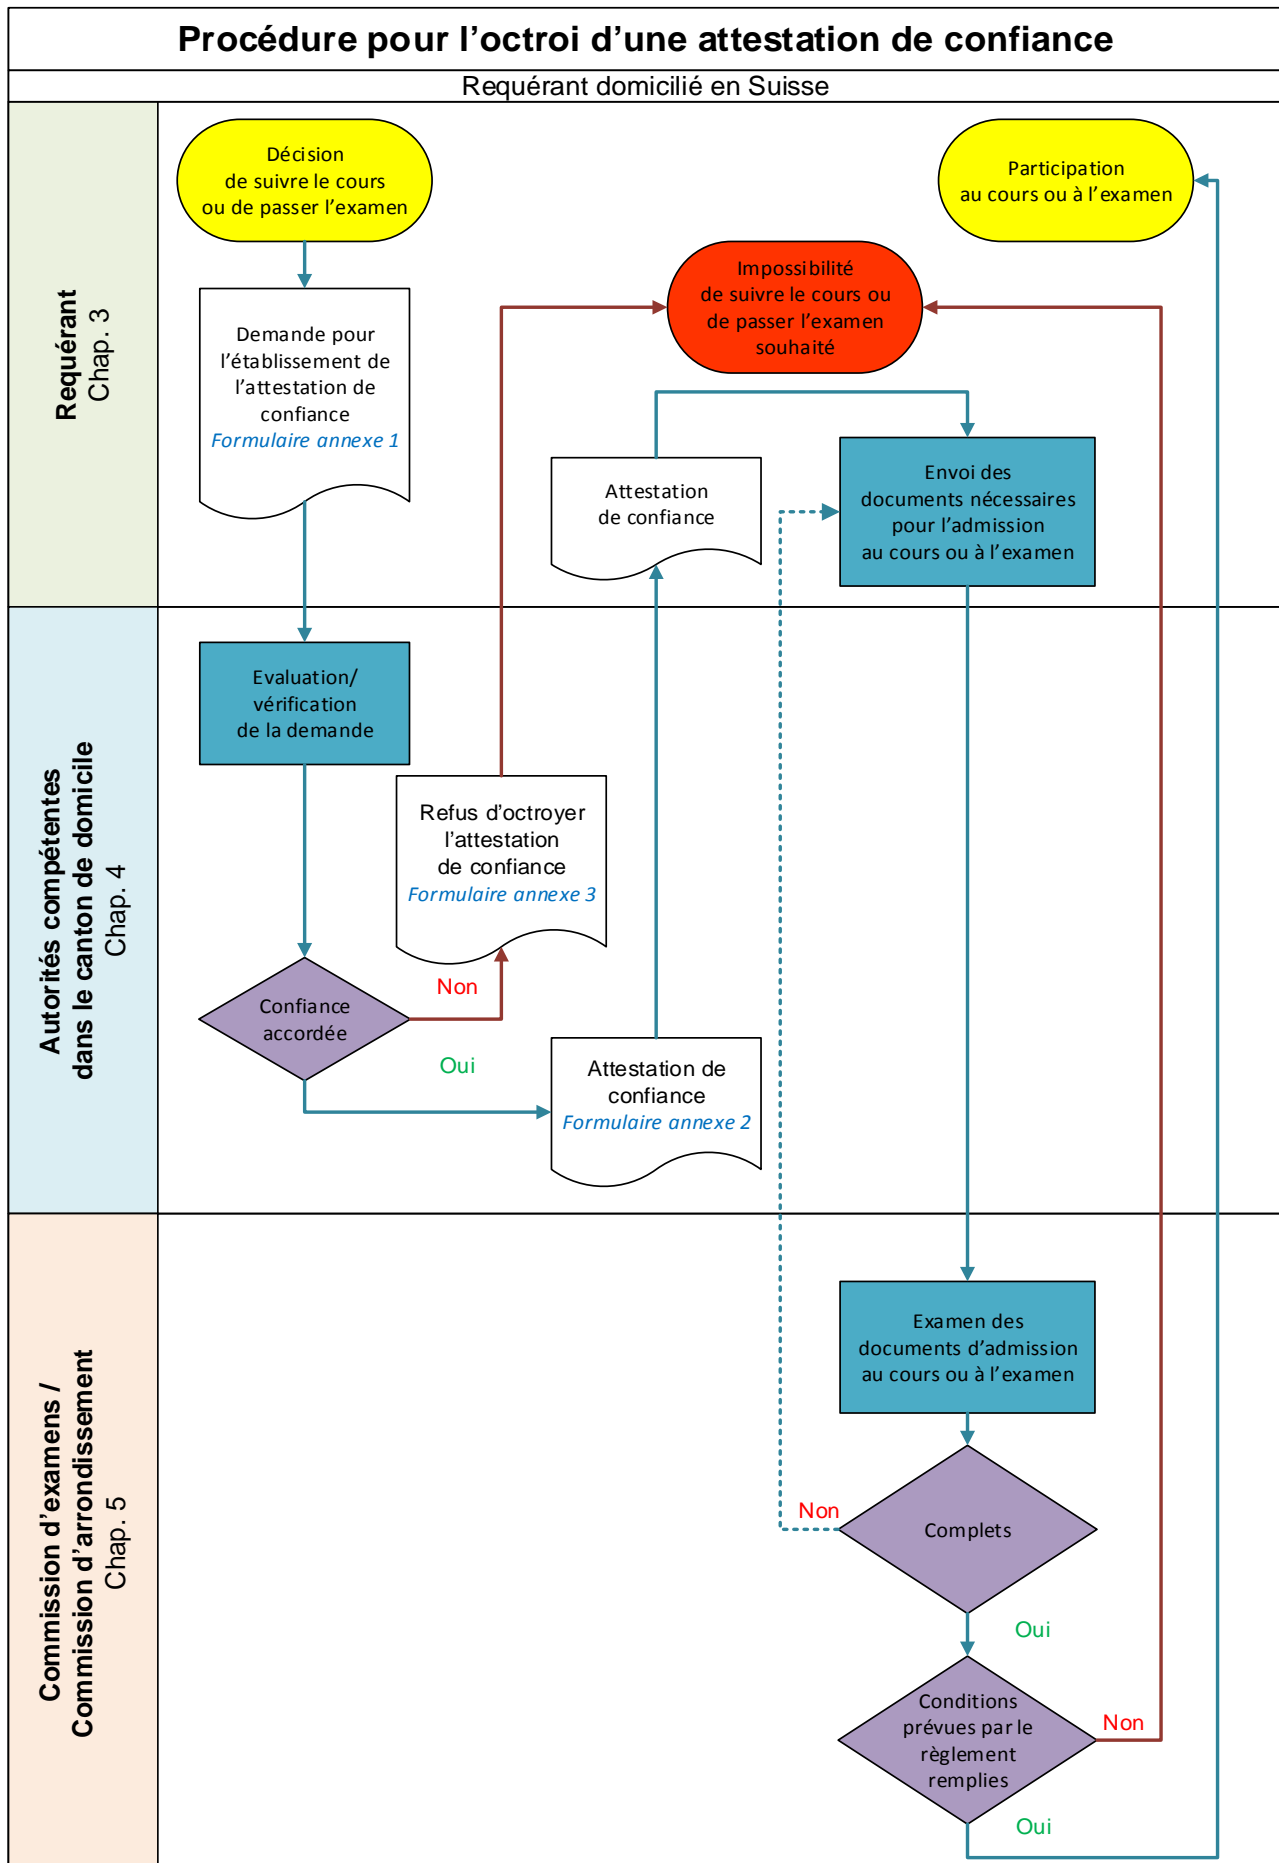 Procédure pour l’octroi d’une attestation de confiance
Requérant domicilié en Suisse
Requérant
Chap. 3
Décision
de suivre le cours
ou de passer l’examen
Participation
au cours ou à l’examen
Impossibilité
de suivre le cours ou
de passer l’examen
souhaité
Demande pour
l’établissement de
l’attestation de
confiance
Formulaire annexe 1
Attestation
de confiance
Envoi des
documents nécessaires
pour l’admission
au cours ou à l’examen
Autorités compétentes
dans le canton de domicile
Chap. 4
Evaluation/
vérification
de la demande
Refus d’octroyer
l’attestation
de confiance
Formulaire annexe 3
Non
Confiance
accordée
Oui
Attestation de
confiance
Formulaire annexe 2
Commission d’examens /
Commission d’arrondissement
Chap. 5
Examen des
documents d’admission
au cours ou à l’examen
Non
Complets
Oui
Conditions
prévues par le
règlement
remplies
Non
Oui